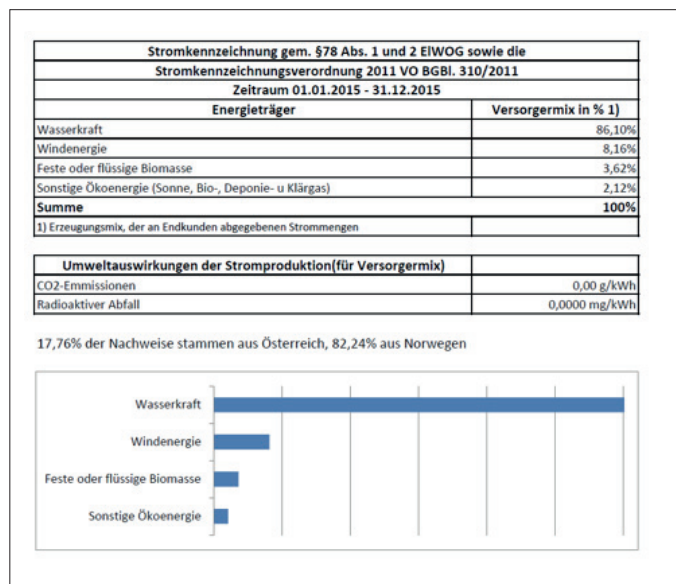 Stromkennzeichnung gem. §78 Abs. 1 und 2 ElWOG sowie die
Stromkennzeichnungsverordnung 2011 VO BGBl. 310/2011
Zeitraum 01.01.2015 - 31.12.2015
Energieträger Versorgermix in % 1)
Wasserkraft 86,10%
Windenergie 8,16%
Feste oder flüssige Biomasse 3,62%
Sonstige Ökoenergie (Sonne, Bio-, Deponie- u Klärgas) 2,12%
Summe 100%
1) Erzeugungsmix, der an Endkunden abgegebenen Strommengen
Umweltauswirkungen der Stromproduktion(für Versorgermix)
CO2-Emmissionen 0,00 g/kWh
Radioaktiver Abfall 0,0000 mg/kWh
17,76% der Nachweise stammen aus Österreich, 82,24% aus Norwegen
Wasserkraft
Windenergie
Feste oder flüssige Biomasse
Sonstige Ökoenergie